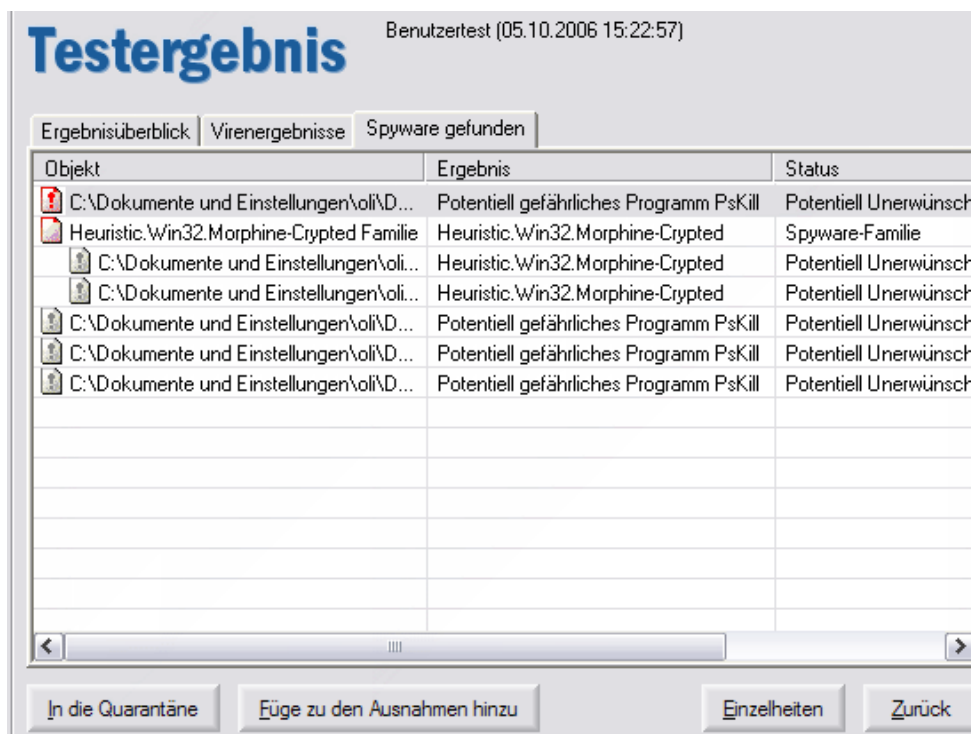 Testergebnis
Benutzertest (05.10.2006 15:22:57)
Ergebnisüberblick Virenergebnisse Spyware gefunden
Objekt Ergebnis Status
C:\Dokumente und Einstellungen\oli\D... Potentiell gefährliches Programm PsKill Potentiell Unerwünsch
Heuristic.Win32.Morphine-Crypted Familie Heuristic.Win32.Morphine-Crypted Spyware-Familie
C:\Dokumente und Einstellungen\oli... Heuristic.Win32.Morphine-Crypted Potentiell Unerwünsch
C:\Dokumente und Einstellungen\oli... Heuristic.Win32.Morphine-Crypted Potentiell Unerwünsch
C:\Dokumente und Einstellungen\oli\D... Potentiell gefährliches Programm PsKill Potentiell Unerwünsch
C:\Dokumente und Einstellungen\oli\D... Potentiell gefährliches Programm PsKill Potentiell Unerwünsch
C:\Dokumente und Einstellungen\oli\D... Potentiell gefährliches Programm PsKill Potentiell Unerwünsch
In die Quarantäne Füge zu den Ausnahmen hinzu Einzelheiten Zurück